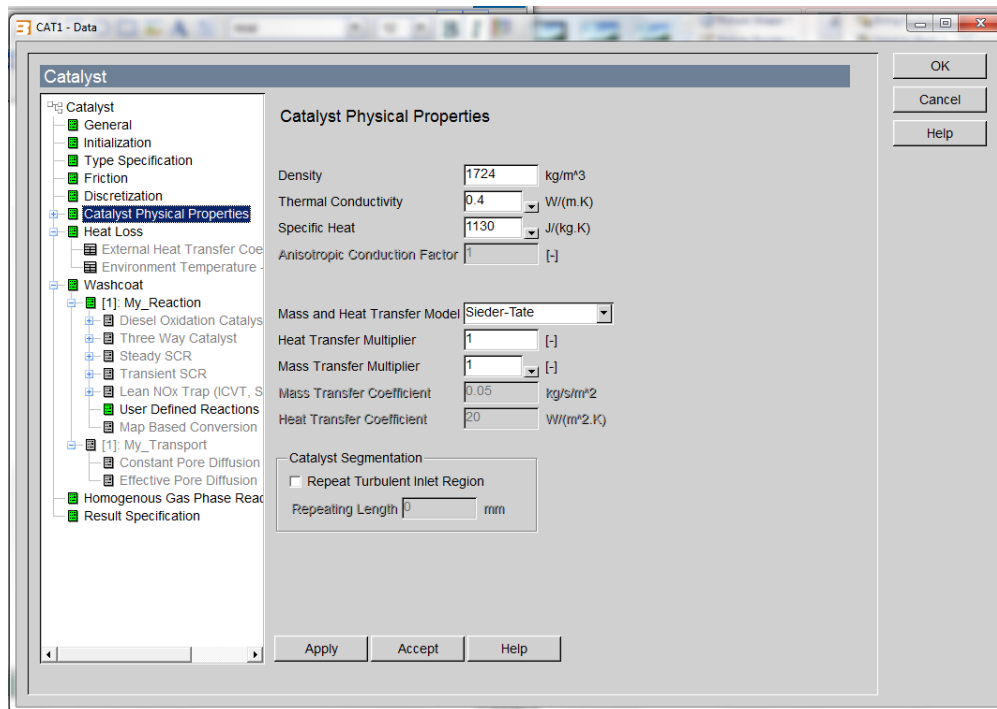 CAT1 - Data
OK
Cancel
Help
Catalyst
Catalyst
General
Initialization
Type Specification
Friction
Discretization
Catalyst Physical Properties
Heat Loss
External Heat Transfer Coe
Environment Temperature -
Washcoat
[1]: My_Reaction
Diesel Oxidation Catalys
Three Way Catalyst
Steady SCR
Transient SCR
Lean NOx Trap (ICVT, S
User Defined Reactions
Map Based Conversion
[1]: My_Transport
Constant Pore Diffusion
Effective Pore Diffusion
Homogenous Gas Phase Reac
Result Specification
Catalyst Physical Properties
Density 1724 kg/m^3
Thermal Conductivity 0.4 W/(m.K)
Specific Heat 1130 J/(kg.K)
Anisotropic Conduction Factor 1 [-]
Mass and Heat Transfer Model Sieder-Tate
Heat Transfer Multiplier 1 [-]
Mass Transfer Multiplier 1 [-]
Mass Transfer Coefficient 0.05 kg/s/m^2
Heat Transfer Coefficient 20 W/(m^2.K)
Catalyst Segmentation
Repeat Turbulent Inlet Region
Repeating Length 0 mm
Apply Accept Help